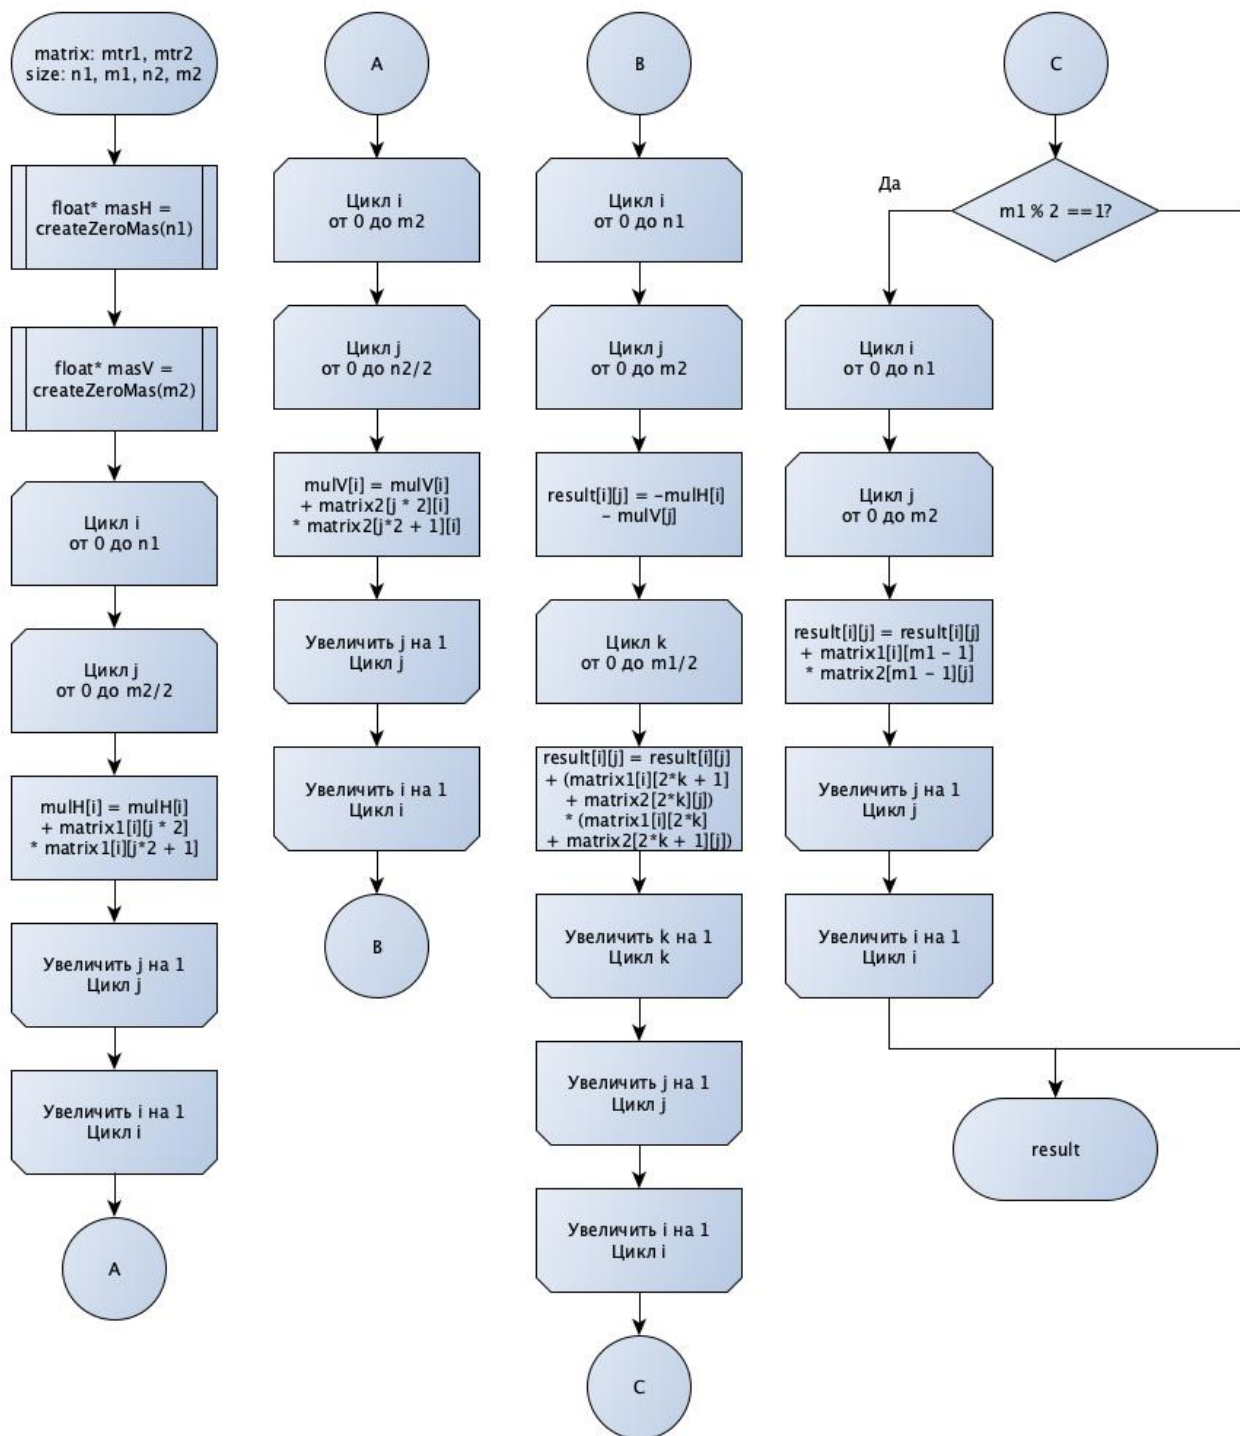 matrix: mtr1, mtr2
size: n1, m1, n2, m2
float* masH =
createZeroMas(n1)
float* masV =
createZeroMas(m2)
Цикл i
от 0 до n1
Цикл j
от 0 до m2/2
mulH[i] = mulH[i]
+ matrix1[i][j * 2]
* matrix1[i][j*2 + 1]
Увеличить j на 1
Цикл j
Увеличить i на 1
Цикл i
A
A
Цикл i
от 0 до m2
Цикл j
от 0 до n2/2
mulV[i] = mulV[i]
+ matrix2[j * 2][i]
* matrix2[j*2 + 1][i]
Увеличить j на 1
Цикл j
Увеличить i на 1
Цикл i
B
B
Цикл i
от 0 до n1
Цикл j
от 0 до m2
result[i][j] = -mulH[i]
- mulV[j]
Цикл k
от 0 до m1/2
result[i][j] = result[i][j]
+ (matrix1[i][2*k + 1]
+ matrix2[2*k][j])
* (matrix1[i][2*k]
+ matrix2[2*k + 1][j])
Увеличить k на 1
Цикл k
Увеличить j на 1
Цикл j
Увеличить i на 1
Цикл i
C
C
m1 % 2 ==1?
Да
Цикл i
от 0 до n1
Цикл j
от 0 до m2
result[i][j] = result[i][j]
+ matrix1[i][m1 - 1]
* matrix2[m1 - 1][j]
Увеличить j на 1
Цикл j
Увеличить i на 1
Цикл i
result